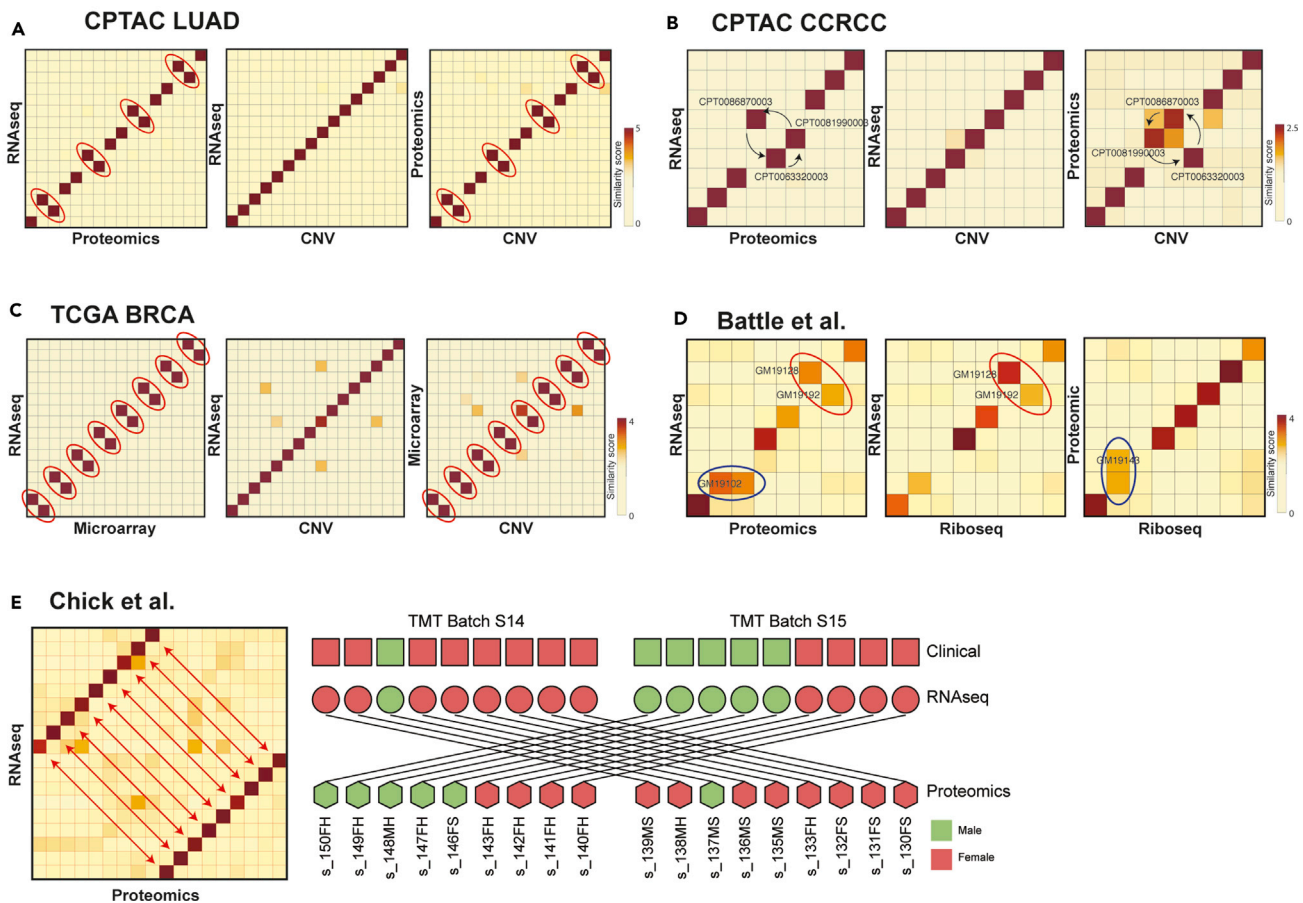 A
CPTAC LUAD
RNAseq
Proteomics
RNAseq
CNV
Proteomics
CNV
Similarity score
5
0
B
CPTAC CCRCC
RNAseq
CPT0086870003
CPT0081990003
CPT0063320003
Proteomics
RNAseq
CNV
Proteomics
CPT0086870003
CPT0081990003
CPT0063320003
CNV
Similarity score
2.5
0
C
TCGA BRCA
RNAseq
Microarray
RNAseq
CNV
Microarray
CNV
Similarity score
4
0
D
Battle et al.
RNAaeq
GM19128
GM19192
GM19102
Proteomics
RNAseq
GM19128
GM19192
Riboseq
Proteomic
GM19143
Riboseq
Similarity score
4
0
E
Chick et al.
RNAseq
Proteomics
TMT Batch S14
TMT Batch S15
Clinical
RNAseq
Proteomics
s_150FH
s_149FH
s_148MH
s_147FH
s_146FS
s_143FH
s_142FH
s_141FH
s_140FH
s_139MS
s_138MH
s_137MS
s_136MS
s_135MS
s_133FH
s_132FS
s_131FS
s_130FS
Male
Female